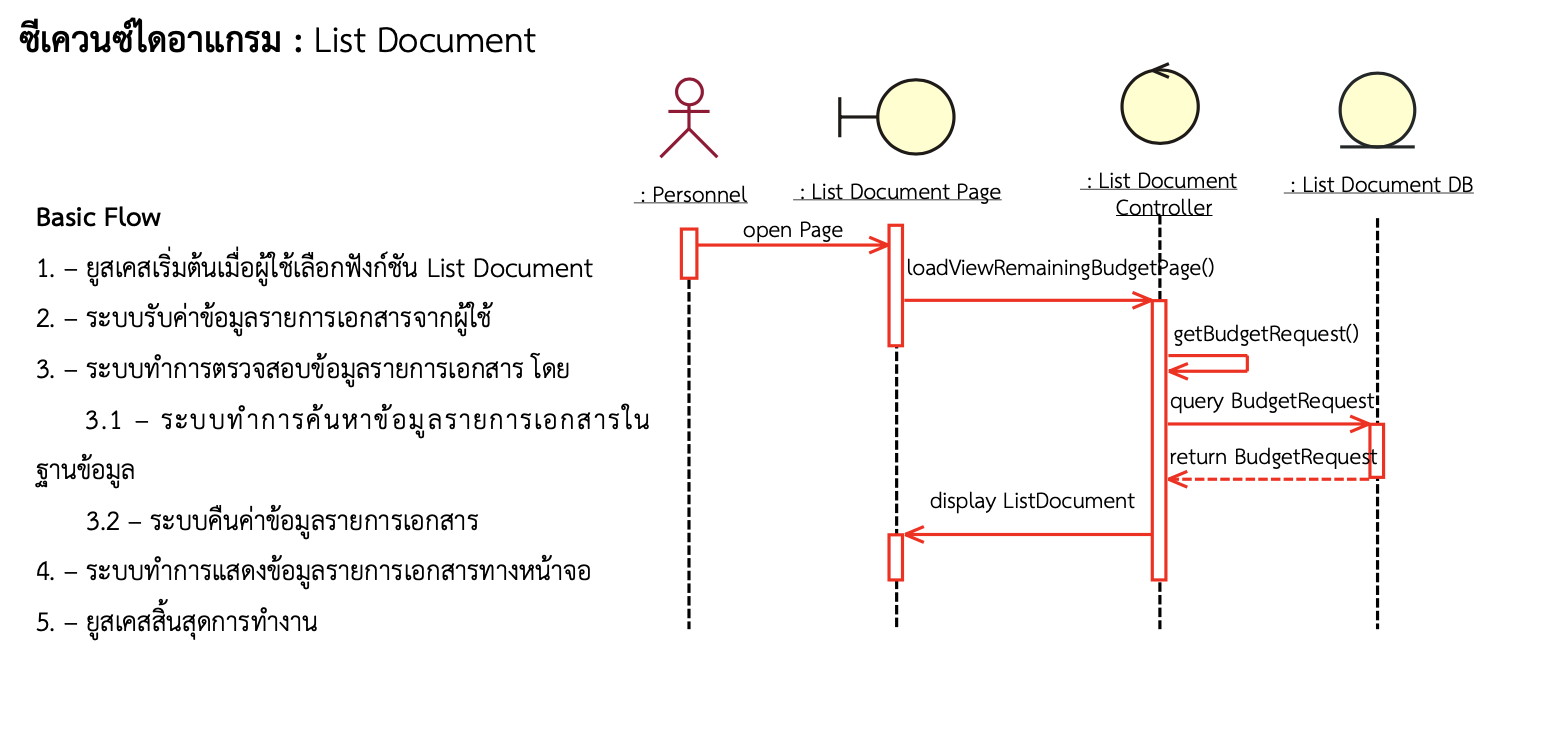 ซีเควนซ์ไดอาแกรม : List Document
: Personnel
: List Document Page
: List Document
Controller
: List Document DB
Basic Flow
1. – ยูสเคสเริ่มต้นเมื่อผู้ใช้เลือกฟังก์ชัน List Document
2. – ระบบรับค่าข้อมูลรายการเอกสารจากผู้ใช้
3. – ระบบทำการตรวจสอบข้อมูลรายการเอกสาร โดย
3.1 – ระบบทำการค้นหาข้อมูลรายการเอกสารใน
ฐานข้อมูล
3.2 – ระบบคืนค่าข้อมูลรายการเอกสาร
4. – ระบบทำการแสดงข้อมูลรายการเอกสารทางหน้าจอ
5. – ยูสเคสสิ้นสุดการทำงาน
open Page
loadViewRemainingBudgetPage()
getBudgetRequest()
query BudgetRequest
return BudgetRequest
display ListDocument